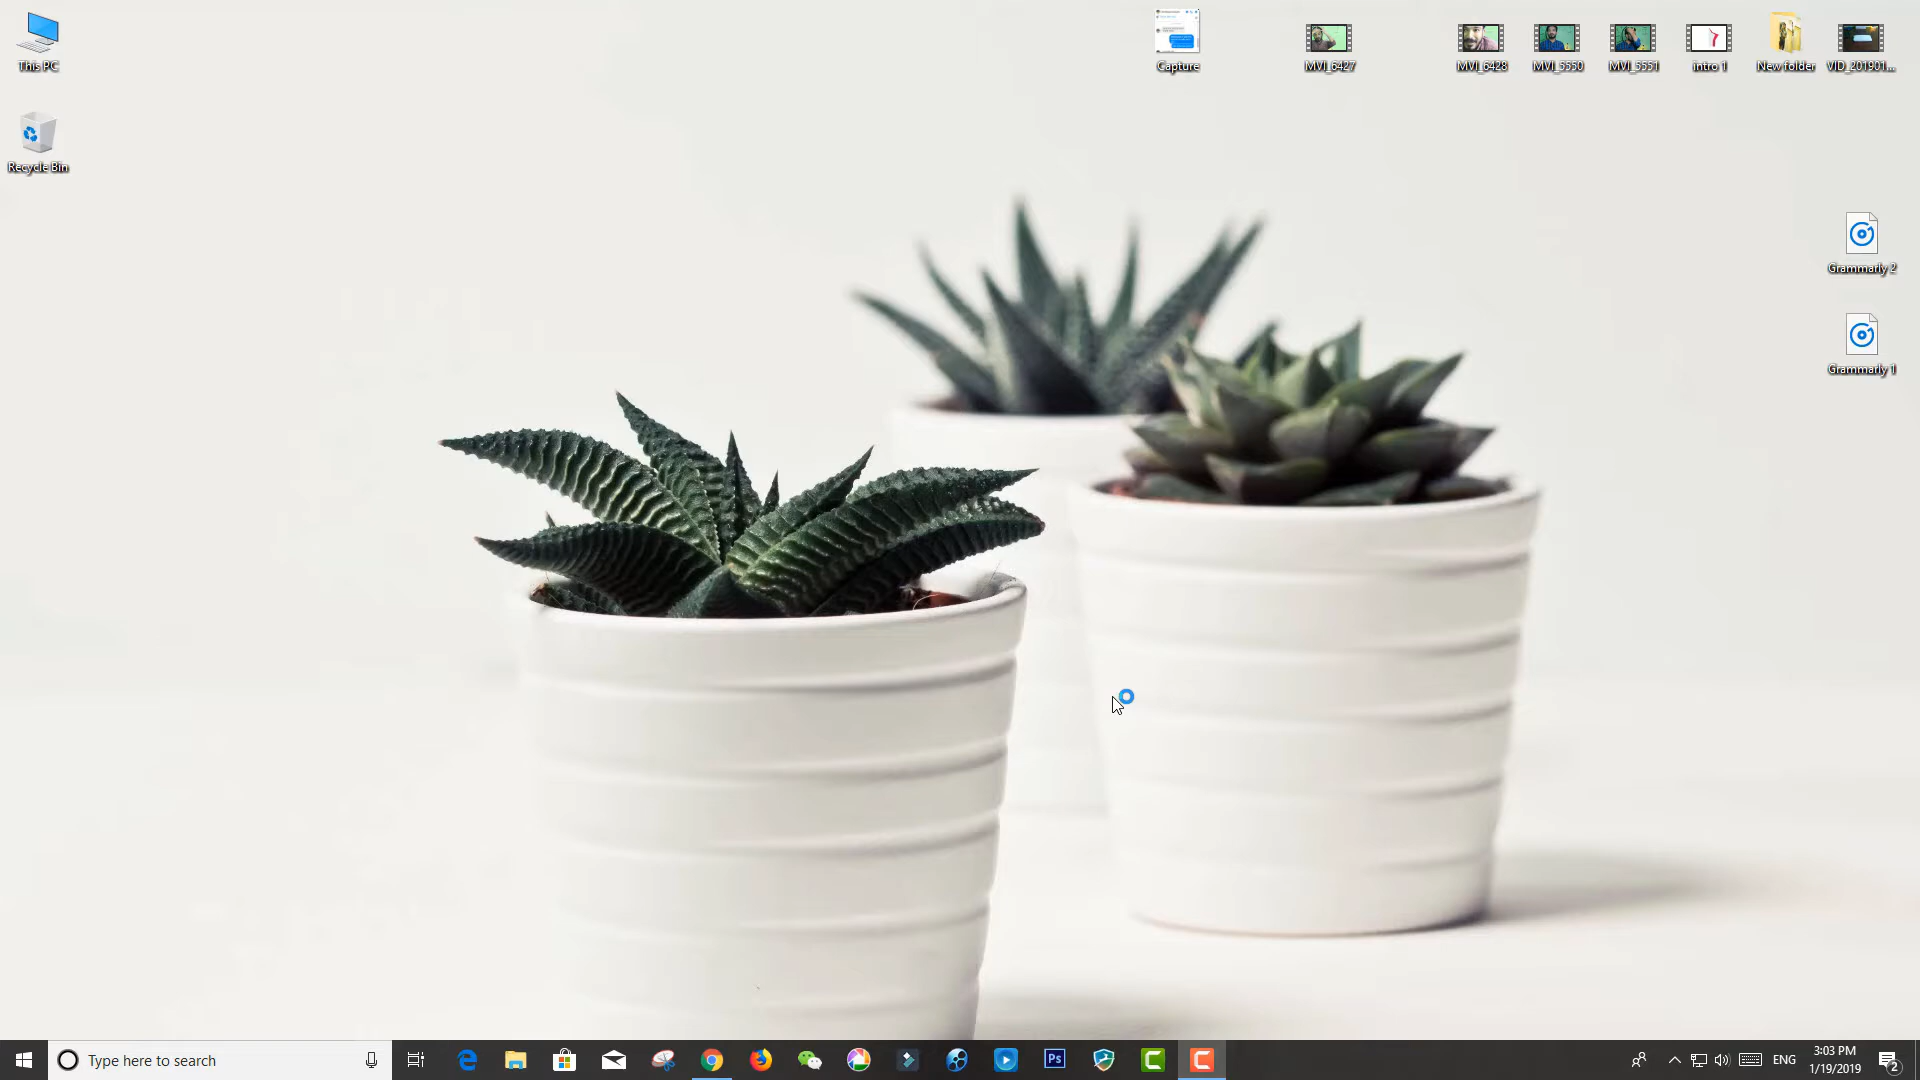 This PC
Capture
MVI_6427
MVI_6428
MVI_5550
MVI_5551
intro 1
New folder
VID_201901...
Recycle Bin
Grammarly 2
Grammarly 1
Type here to search
Ps
ENG
3:03 PM
1/19/2019
2